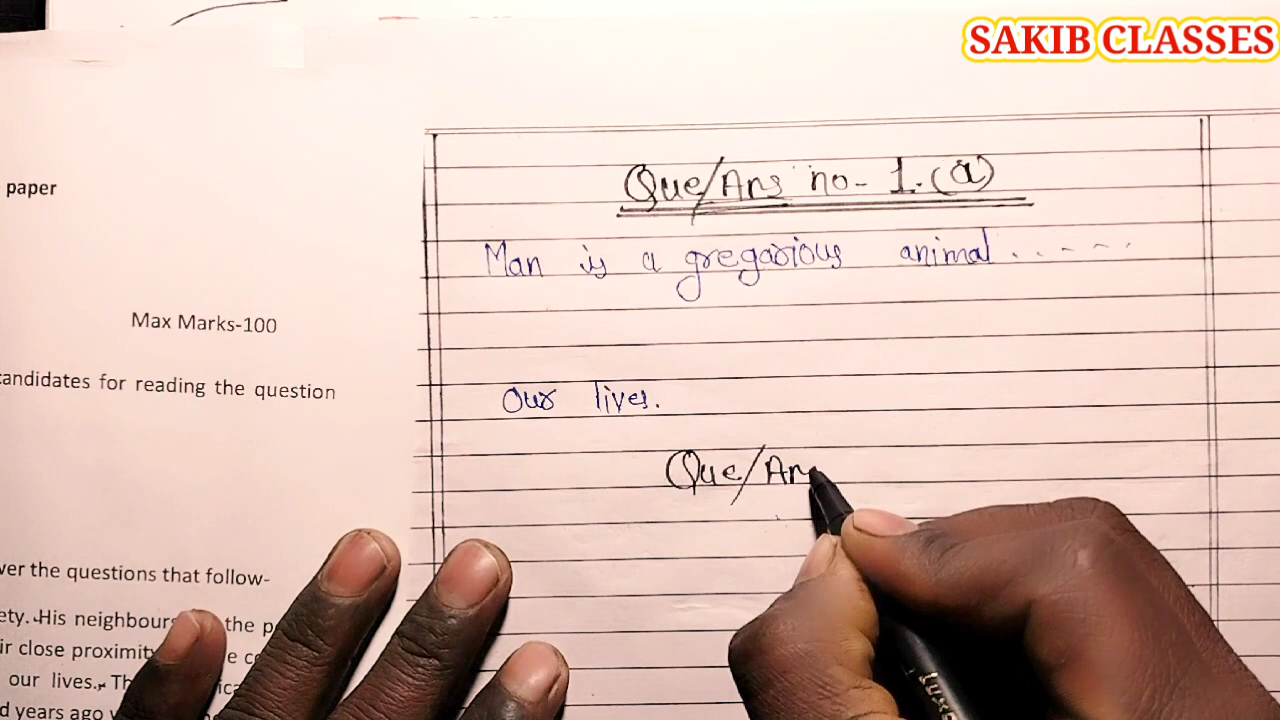 SAKIB CLASSES
paper
Max Marks-100
candidates for reading the question
ver the questions that follow-
ety. His neighbours the
ir close proximit
our lives.
d years ago
Que/Ans no- 1.(a)
Man is a gregarious animal.....
Our lives.
Que/An
LUX